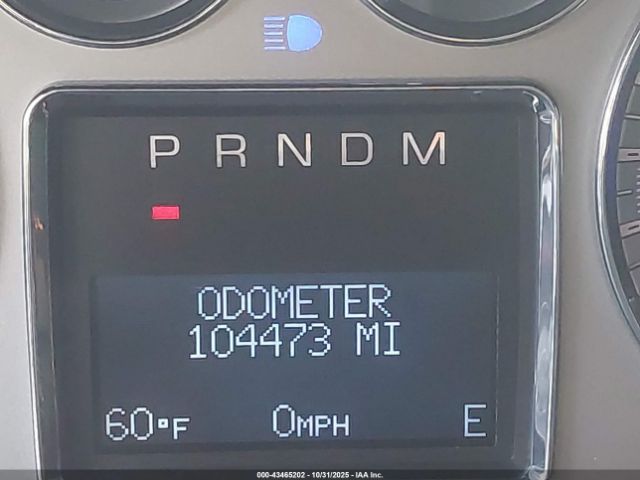 P R N D M
ODOMETER
104473 MI
60°F 0MPH E
000-43465202 - 10/31/2025 - IAA Inc.